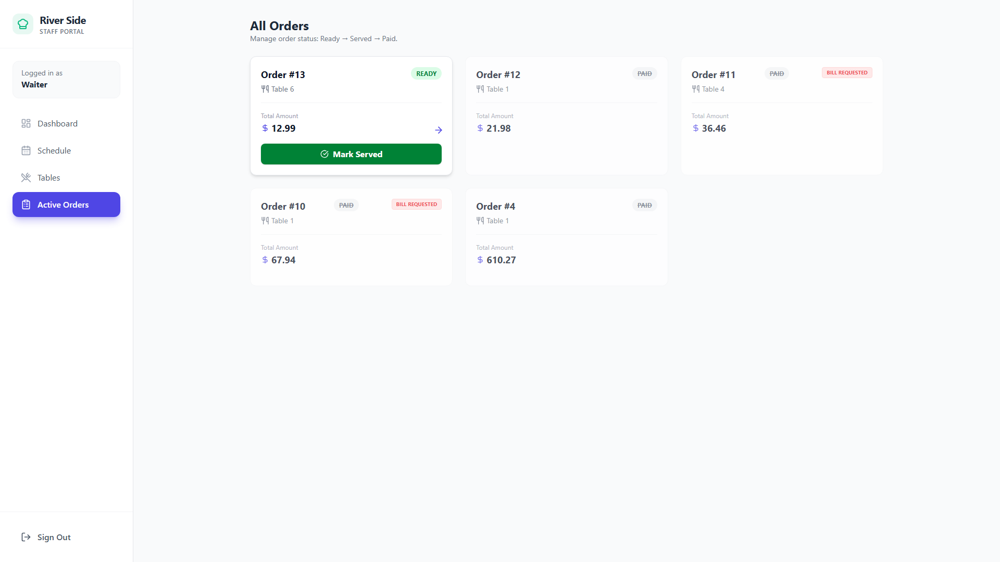 River Side
STAFF PORTAL
Logged in as
Waiter
Dashboard
Schedule
Tables
Active Orders
Sign Out
All Orders
Manage order status: Ready → Served → Paid.
Order #13
READY
Table 6
Total Amount
$ 12.99
Mark Served
Order #12
PAID
Table 1
Total Amount
$ 21.98
Order #11
PAID
BILL REQUESTED
Table 4
Total Amount
$ 36.46
Order #10
PAID
BILL REQUESTED
Table 1
Total Amount
$ 67.94
Order #4
PAID
Table 1
Total Amount
$ 610.27